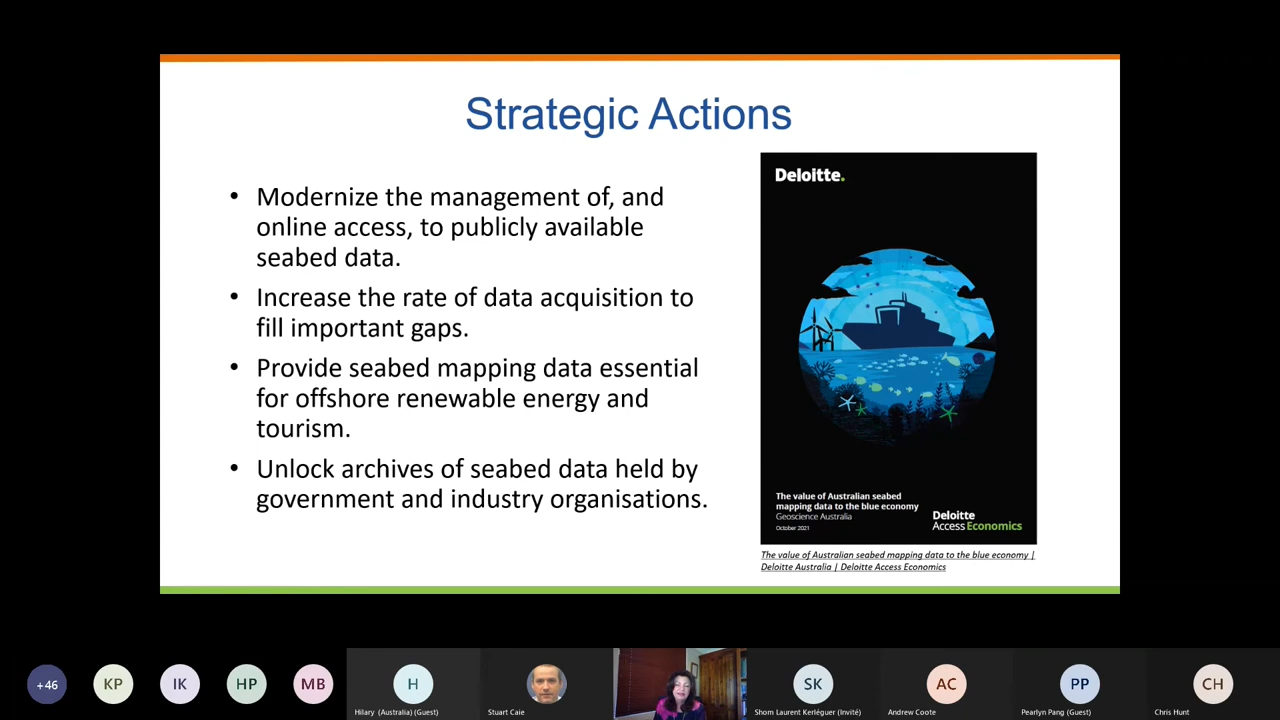 Strategic Actions
• Modernize the management of, and
online access, to publicly available
seabed data.
• Increase the rate of data acquisition to
fill important gaps.
• Provide seabed mapping data essential
for offshore renewable energy and
tourism.
• Unlock archives of seabed data held by
government and industry organisations.
Deloitte.
The value of Australian seabed
mapping data to the blue economy
Geoscience Australia
October 2021
Deloitte
Access Economics
The value of Australian seabed mapping data to the blue economy |
Deloitte Australia | Deloitte Access Economics
+46
KP
IK
HP
MB
H
Hilary (Australia) (Guest)
Stuart Caie
SK
Shom Laurent Kerléguer (Invité)
AC
Andrew Coote
PP
Pearlyn Pang (Guest)
CH
Chris Hunt